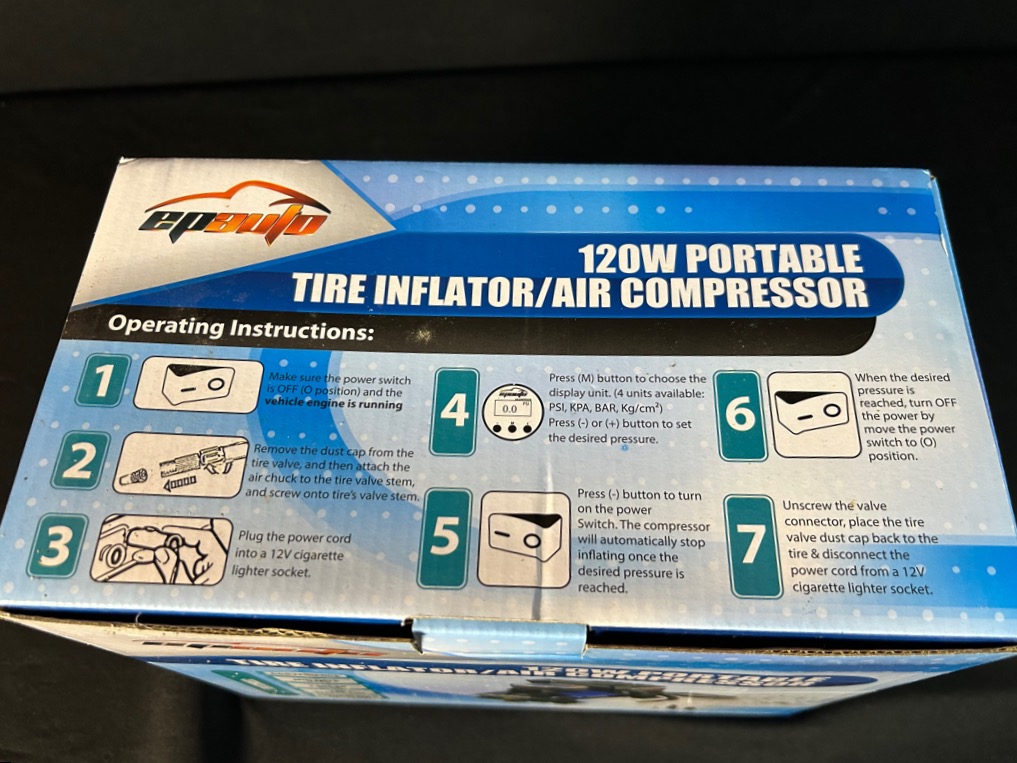 epauto
120W PORTABLE
TIRE INFLATOR/AIR COMPRESSOR
Operating Instructions:
1
Make sure the power switch
is OFF (O position) and the
vehicle engine is running
2
Remove the dust cap from the
tire valve, and then attach the
air chuck to the tire valve stem,
and screw onto tire's valve stem.
3
Plug the power cord
into a 12V cigarette
lighter socket.
4
epauto
0.0
PSI
M
Press (M) button to choose the
display unit. (4 units available:
PSI, KPA, BAR, Kg/cm²)
Press (-) or (+) button to set
the desired pressure.
5
Press (-) button to turn
on the power
Switch. The compressor
will automatically stop
inflating once the
desired pressure is
reached.
6
When the desired
pressure is
reached, turn OFF
the power by
move the power
switch to (O)
position.
7
Unscrew the valve
connector, place the tire
valve dust cap back to the
tire & disconnect the
power cord from a 12V
cigarette lighter socket.
epauto
120W PORTABLE
TIRE INFLATOR/AIR COMPRESSOR